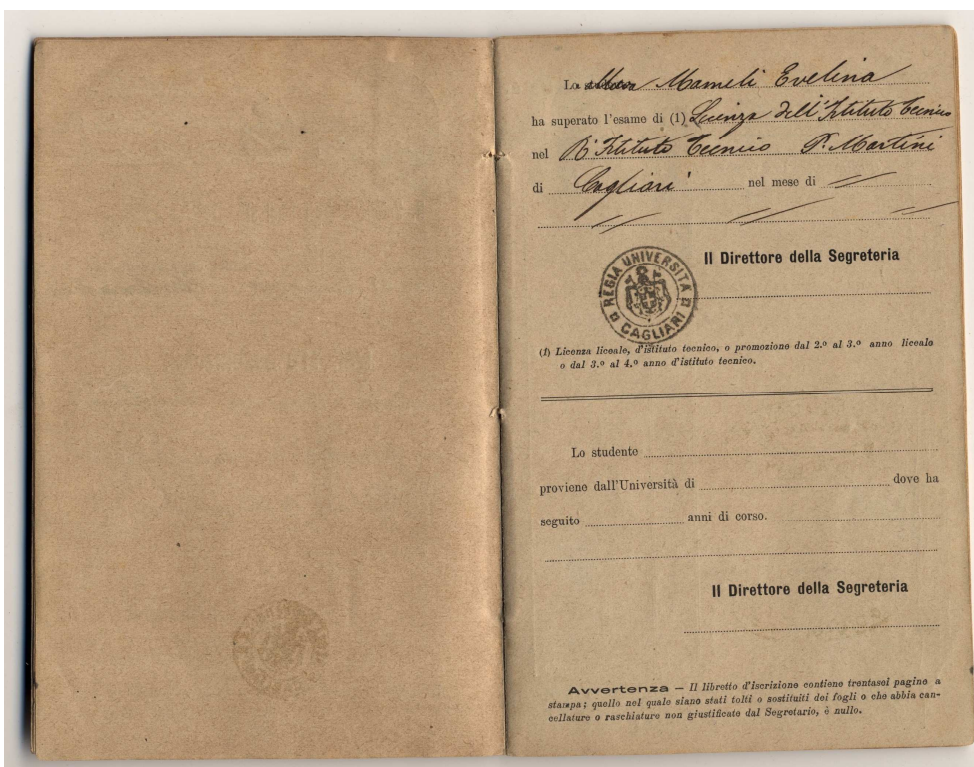 La Mameli Evelina
ha superato l'esame di (1) Licenza dell'Istituto Tecnico
nel R. Istituto Tecnico P. Martini
di Cagliari nel mese di //
// // //
Il Direttore della Segreteria
REGIA UNIVERSITÀ
CAGLIARI
(1) Licenza liceale, d'istituto tecnico, o promozione dal 2.º al 3.º anno liceale
o dal 3.º al 4.º anno d'istituto tecnico.
Lo studente
proviene dall'Università di dove ha
seguito anni di corso.
Il Direttore della Segreteria
Avvertenza — Il libretto d'iscrizione contiene trentasei pagine a
stampa; quello nel quale siano stati tolti o sostituiti dei fogli o che abbia can-
cellature o raschiature non giustificate dal Segretario, è nullo.